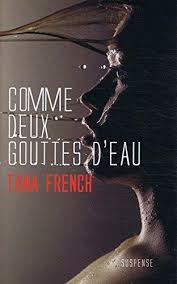 COMME
DEUX
GOUTTES D'EAU
TANA FRENCH
SUSPENSE